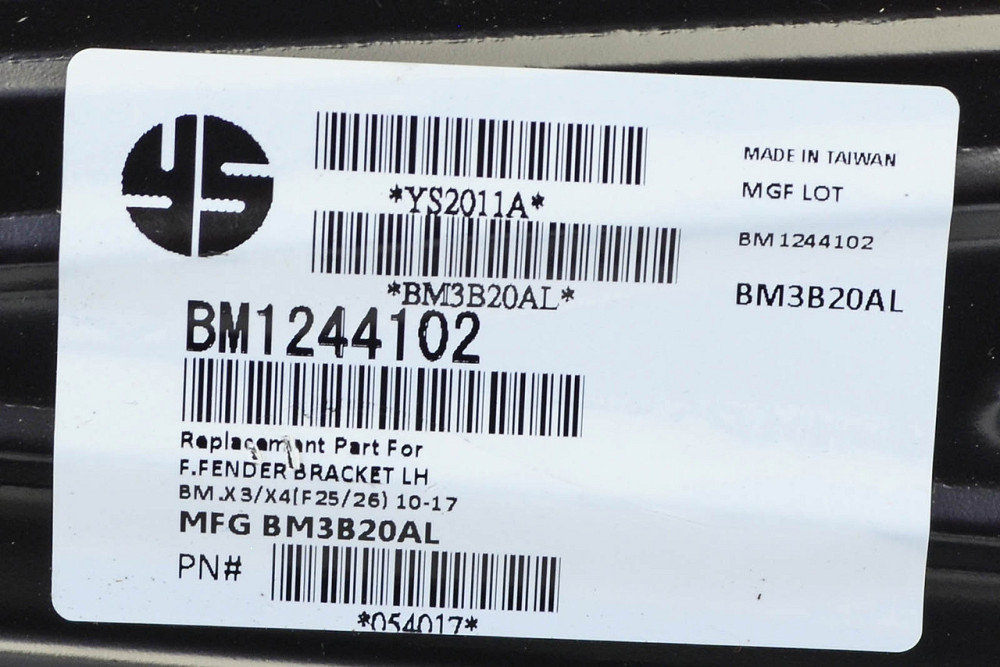 YS
*YS2011A*
*BM3B20AL*
BM1244102
Replacement Part For
F.FENDER BRACKET LH
BM.X3/X4(F25/26) 10-17
MFG BM3B20AL
PN#
*054017*
MADE IN TAIWAN
MGF LOT
BM1244102
BM3B20AL